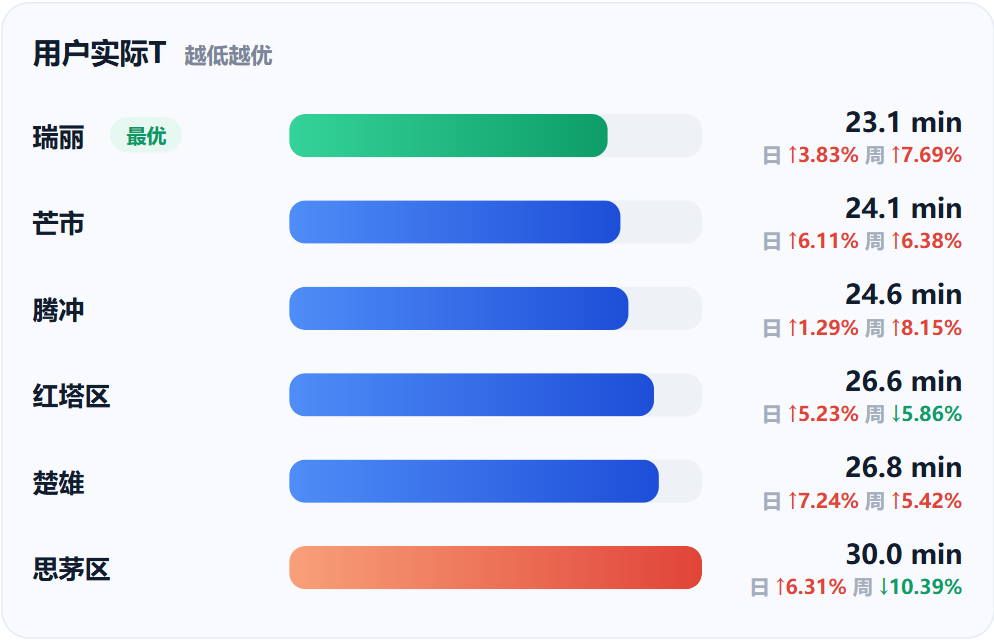 用户实际T 越低越优
瑞丽 最优 23.1 min
日 ↑3.83% 周 ↑7.69%
芒市 24.1 min
日 ↑6.11% 周 ↑6.38%
腾冲 24.6 min
日 ↑1.29% 周 ↑8.15%
红塔区 26.6 min
日 ↑5.23% 周 ↓5.86%
楚雄 26.8 min
日 ↑7.24% 周 ↑5.42%
思茅区 30.0 min
日 ↑6.31% 周 ↓10.39%